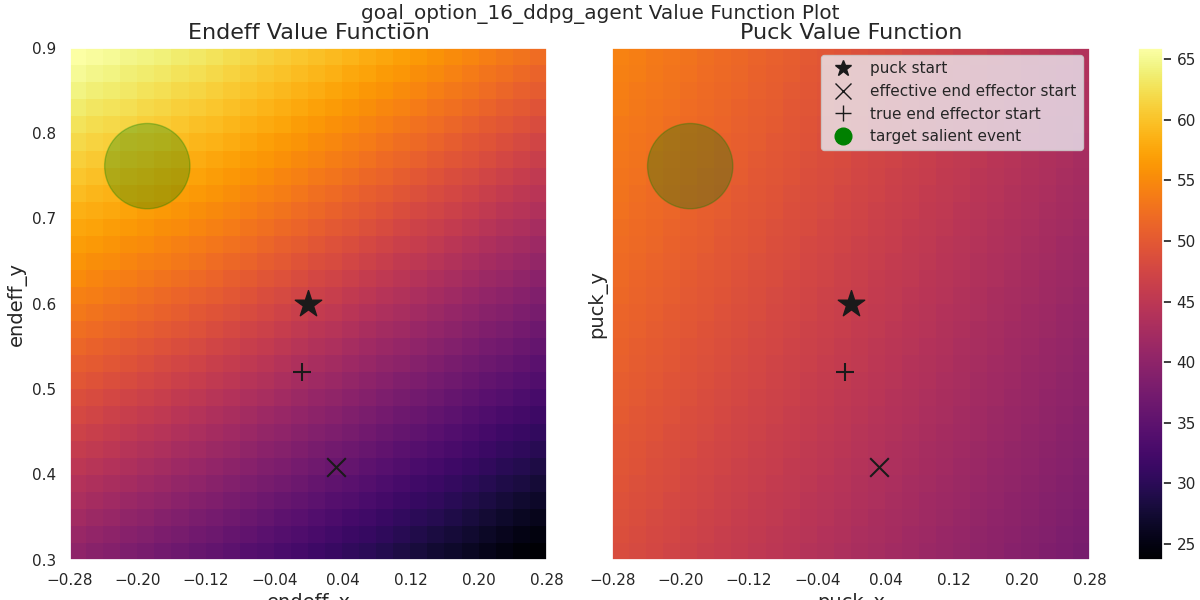 goal_option_16_ddpg_agent Value Function Plot
Endeff Value Function
Puck Value Function
puck start
effective end effector start
true end effector start
target salient event
endeff_y
0.9
0.8
0.7
0.6
0.5
0.4
0.3
−0.28 −0.20 −0.12 −0.04 0.04 0.12 0.20 0.28
endeff_x
puck_y
−0.28 −0.20 −0.12 −0.04 0.04 0.12 0.20 0.28
puck_x
65
60
55
50
45
40
35
30
25